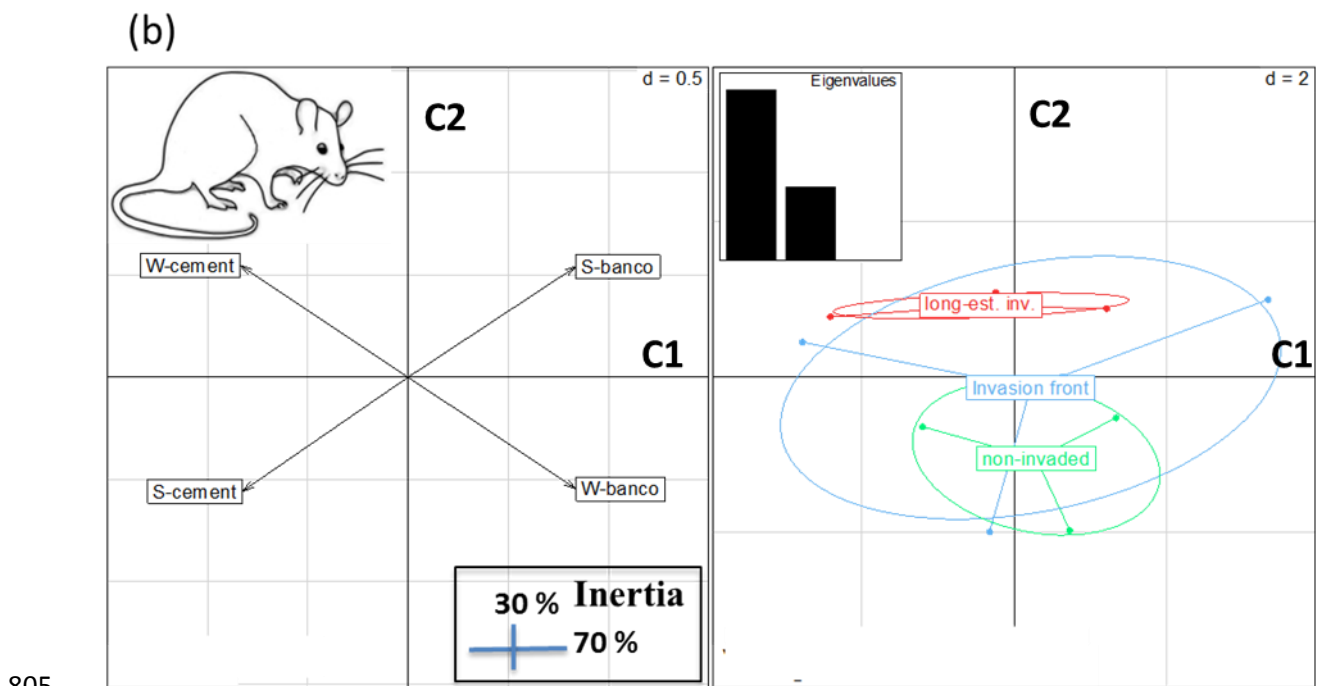 (b)
d = 0.5
C2
W-cement
S-banco
C1
S-cement
W-banco
30 % Inertia
70 %
Eigenvalues
d = 2
C2
long-est. inv.
C1
Invasion front
non-invaded
805